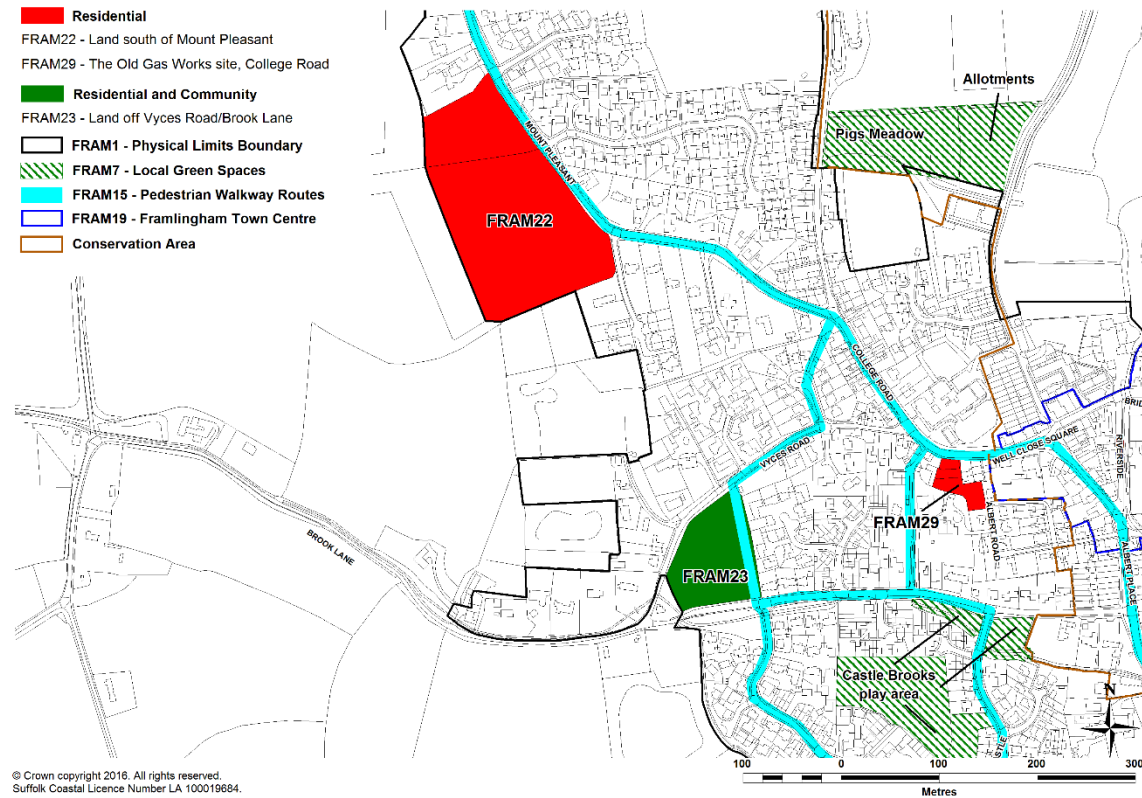 Residential
FRAM22 - Land south of Mount Pleasant
FRAM29 - The Old Gas Works site, College Road
Residential and Community
FRAM23 - Land off Vyces Road/Brook Lane
FRAM1 - Physical Limits Boundary
FRAM7 - Local Green Spaces
FRAM15 - Pedestrian Walkway Routes
FRAM19 - Framlingham Town Centre
Conservation Area
Allotments
Pigs Meadow
MOUNT PLEASANT
FRAM22
COLLEGE ROAD
BRID
WELL CLOSE SQUARE
RIVERSIDE
VYCES ROAD
FRAM29
ALBERT ROAD
BROOK LANE
ALBERT PLACE
FRAM23
Castle Brooks
play area
N
STLE
© Crown copyright 2016. All rights reserved.
Suffolk Coastal Licence Number LA 100019684.
100 0 100 200 300
Metres